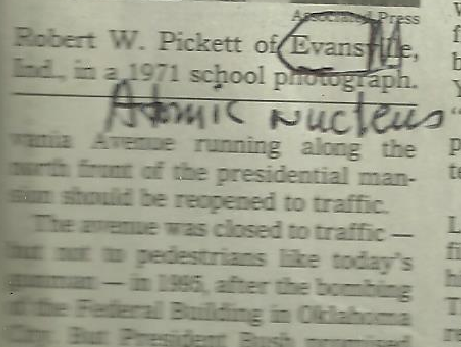 Associated Press
Robert W. Pickett of Evansville,
Ind., in a 1971 school photograph.
Atomic Nucleus
vania Avenue running along the
north front of the presidential man-
sion should be reopened to traffic.
The avenue was closed to traffic —
but not to pedestrians like today's
gunman — in 1995, after the bombing
of the Federal Building in Oklahoma
City. But President Bush promised